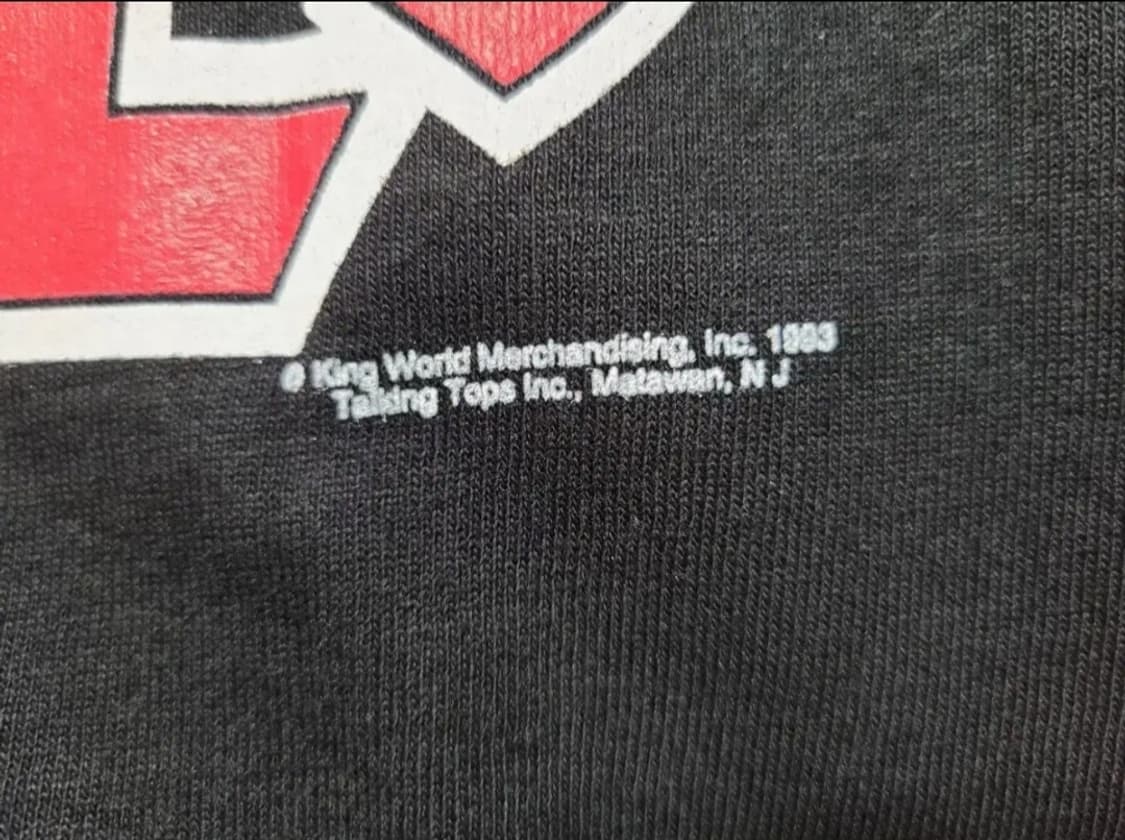 © King World Merchandising, Inc. 1993
Talking Tops Inc., Matawan, N J